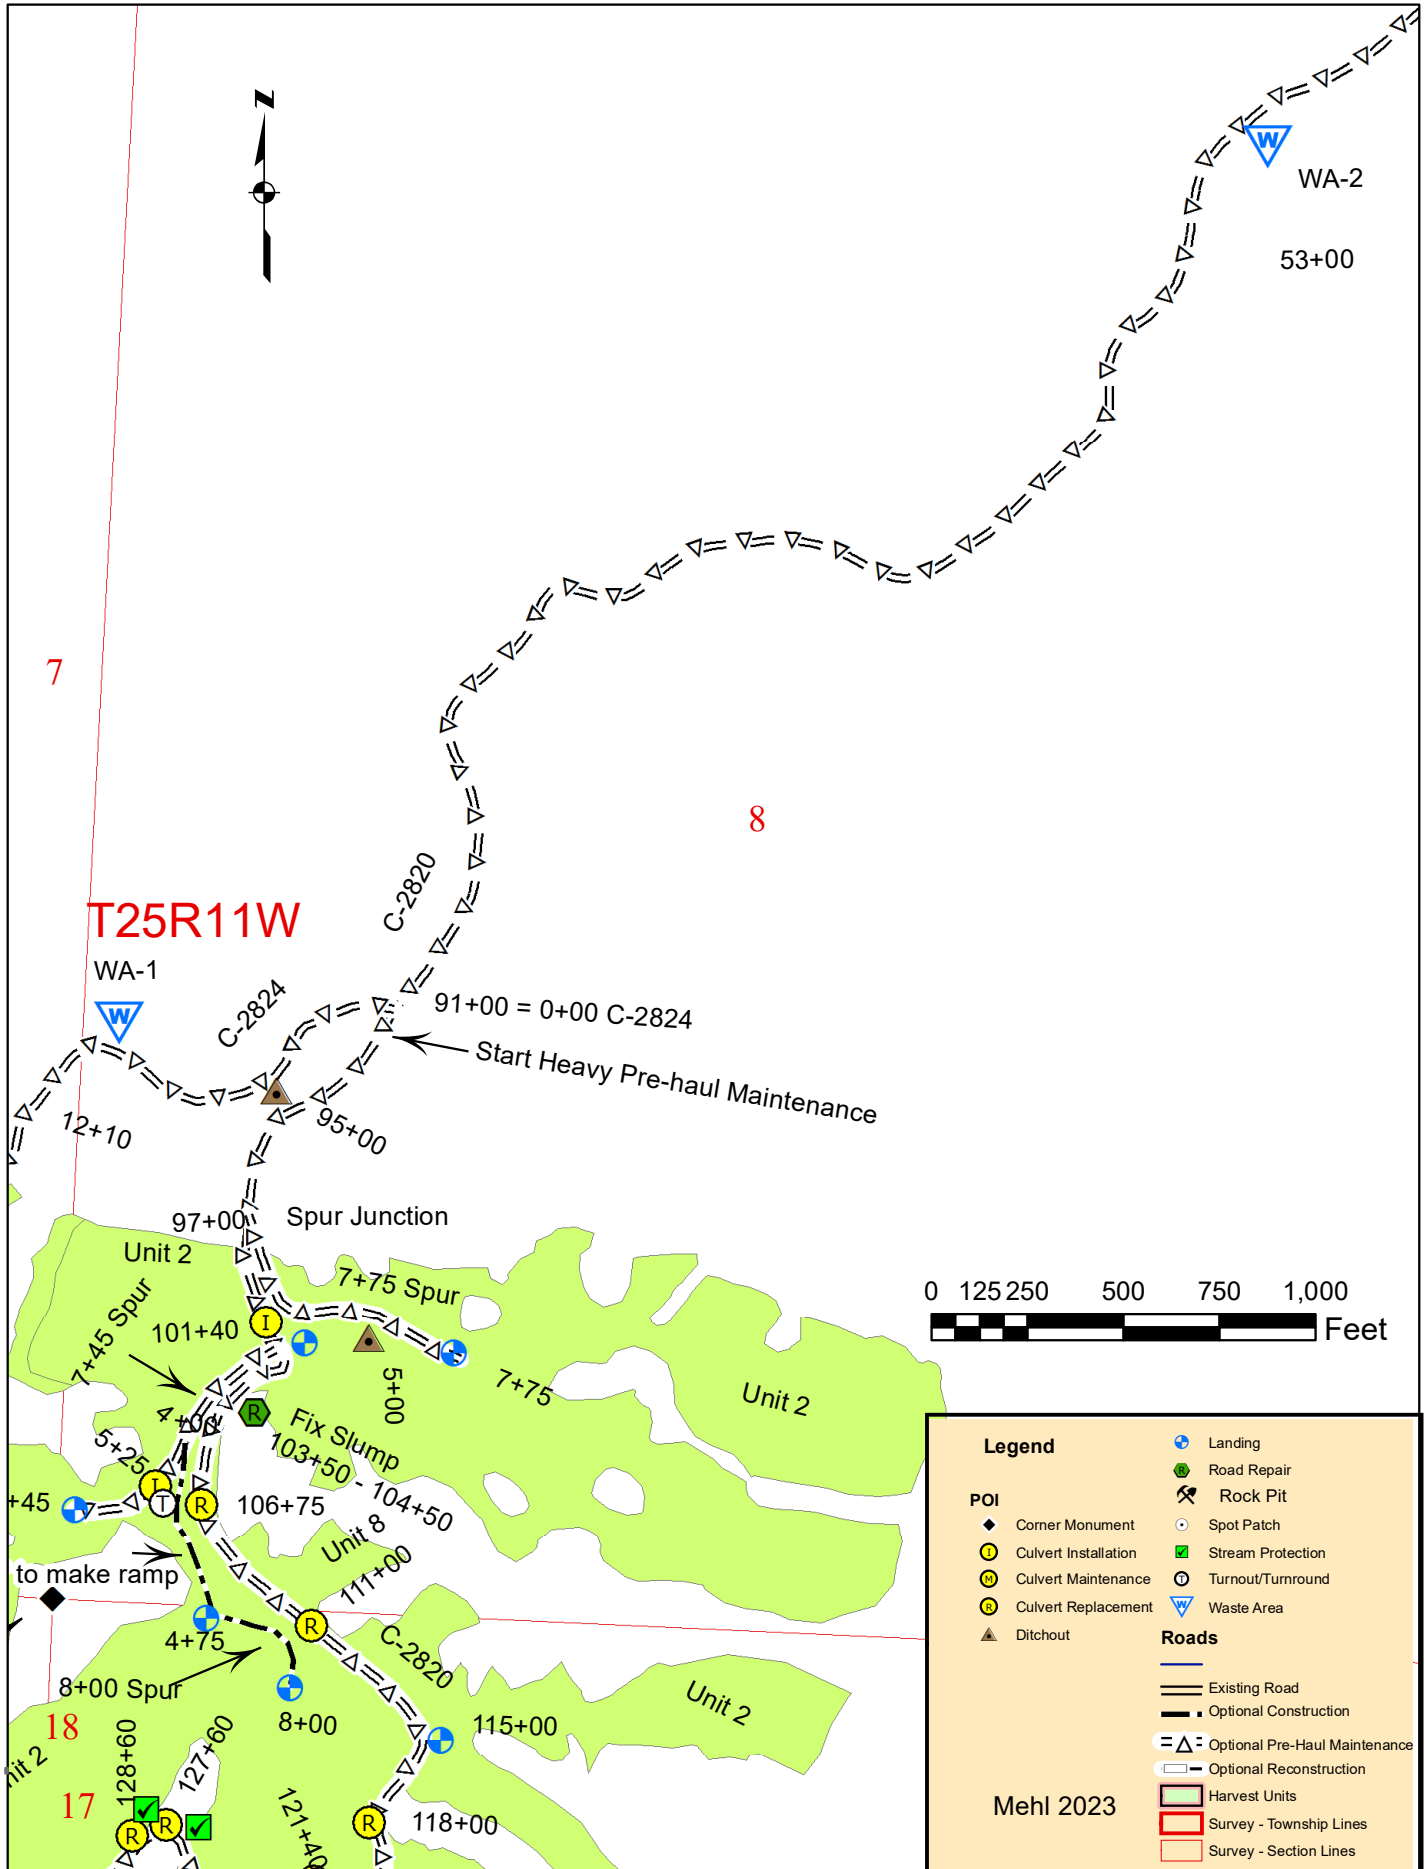 Z
W
WA-2
53+00
7
8
C-2820
T25R11W
WA-1
W
C-2824
91+00 = 0+00 C-2824
Start Heavy Pre-haul Maintenance
95+00
12+10
97+00
Spur Junction
Unit 2
7+75 Spur
7+45 Spur
101+40
I
5+00
7+75
Unit 2
0 125 250 500 750 1,000
Feet
4+00
R
Fix Slump
103+50 - 104+50
5+25
I
T
R
106+75
+45
Unit 8
111+00
to make ramp
R
4+75
C-2820
8+00 Spur
8+00
Unit 2
18
115+00
nit 2
128+60
127+60
17
R
R
121+40
R
118+00
Legend
POI
Corner Monument
I Culvert Installation
M Culvert Maintenance
R Culvert Replacement
Ditchout
Landing
R Road Repair
Rock Pit
Spot Patch
Stream Protection
T Turnout/Turnround
W Waste Area
Roads
Existing Road
Optional Construction
Optional Pre-Haul Maintenance
Optional Reconstruction
Harvest Units
Survey - Township Lines
Survey - Section Lines
Mehl 2023